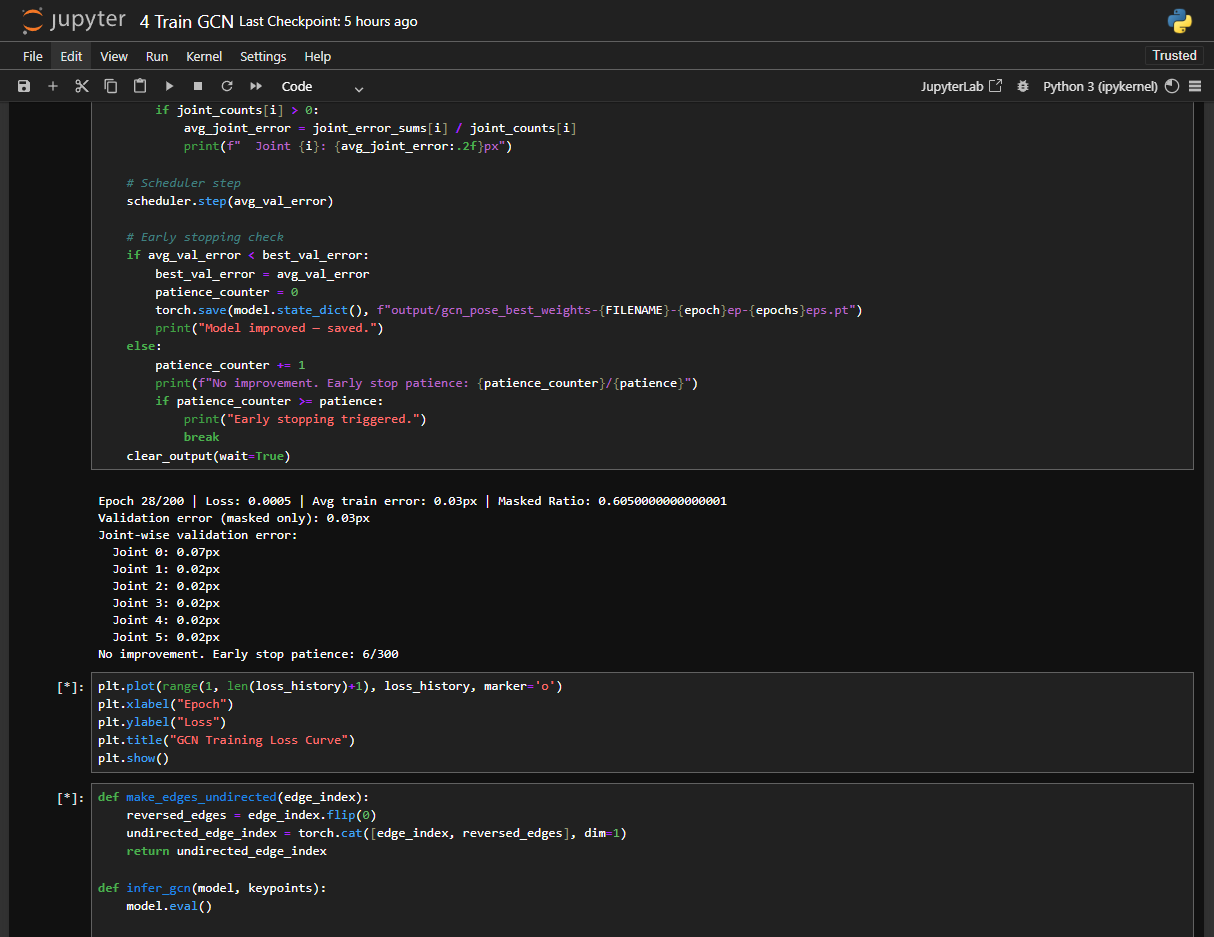 jupyter 4 Train GCN Last Checkpoint: 5 hours ago
File Edit View Run Kernel Settings Help Trusted
Code JupyterLab Python 3 (ipykernel)
        if joint_counts[i] > 0:
            avg_joint_error = joint_error_sums[i] / joint_counts[i]
            print(f"  Joint {i}: {avg_joint_error:.2f}px")
    # Scheduler step
    scheduler.step(avg_val_error)
    # Early stopping check
    if avg_val_error < best_val_error:
        best_val_error = avg_val_error
        patience_counter = 0
        torch.save(model.state_dict(), f"output/gcn_pose_best_weights-{FILENAME}-{epoch}ep-{epochs}eps.pt")
        print("Model improved — saved.")
    else:
        patience_counter += 1
        print(f"No improvement. Early stop patience: {patience_counter}/{patience}")
        if patience_counter >= patience:
            print("Early stopping triggered.")
            break
    clear_output(wait=True)
Epoch 28/200 | Loss: 0.0005 | Avg train error: 0.03px | Masked Ratio: 0.6050000000000001
Validation error (masked only): 0.03px
Joint-wise validation error:
  Joint 0: 0.07px
  Joint 1: 0.02px
  Joint 2: 0.02px
  Joint 3: 0.02px
  Joint 4: 0.02px
  Joint 5: 0.02px
No improvement. Early stop patience: 6/300
[*]: plt.plot(range(1, len(loss_history)+1), loss_history, marker='o')
plt.xlabel("Epoch")
plt.ylabel("Loss")
plt.title("GCN Training Loss Curve")
plt.show()
[*]: def make_edges_undirected(edge_index):
    reversed_edges = edge_index.flip(0)
    undirected_edge_index = torch.cat([edge_index, reversed_edges], dim=1)
    return undirected_edge_index
def infer_gcn(model, keypoints):
    model.eval()